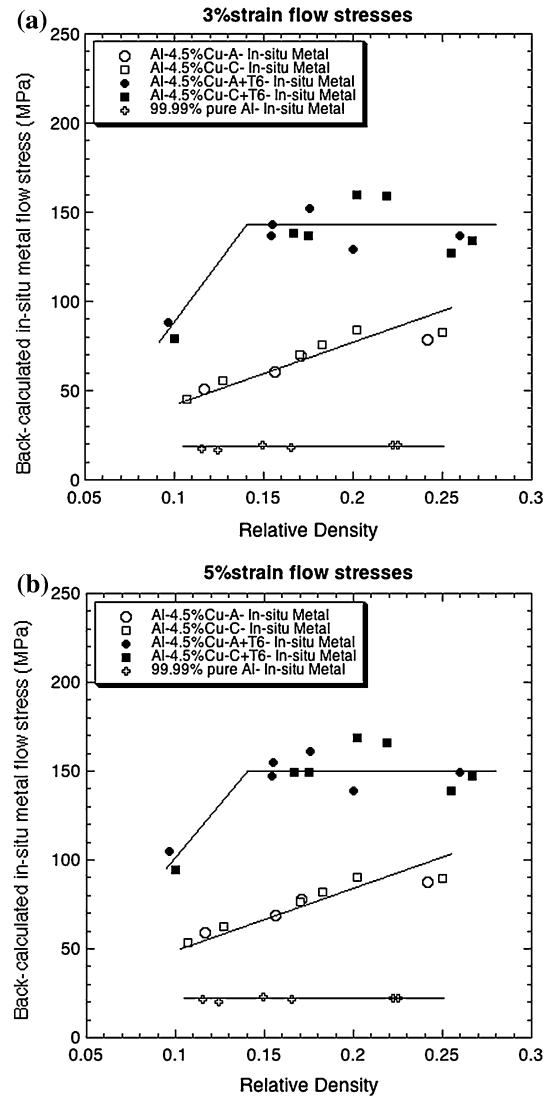 (a)
3%strain flow stresses
250
200
150
100
50
0
Back-calculated in-situ metal flow stress (MPa)
Al-4.5%Cu-A- In-situ Metal
Al-4.5%Cu-C- In-situ Metal
Al-4.5%Cu-A+T6- In-situ Metal
Al-4.5%Cu-C+T6- In-situ Metal
99.99% pure Al- In-situ Metal
0.05 0.1 0.15 0.2 0.25 0.3
Relative Density
(b)
5%strain flow stresses
250
200
150
100
50
0
Back-calculated in-situ metal flow stress (MPa)
Al-4.5%Cu-A- In-situ Metal
Al-4.5%Cu-C- In-situ Metal
Al-4.5%Cu-A+T6- In-situ Metal
Al-4.5%Cu-C+T6- In-situ Metal
99.99% pure Al- In-situ Metal
0.05 0.1 0.15 0.2 0.25 0.3
Relative Density